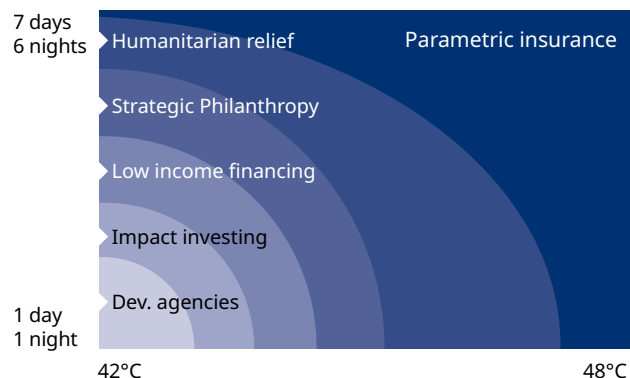 7 days
6 nights
Humanitarian relief
Parametric insurance
Strategic Philanthropy
Low income financing
Impact investing
Dev. agencies
1 day
1 night
42°C
48°C